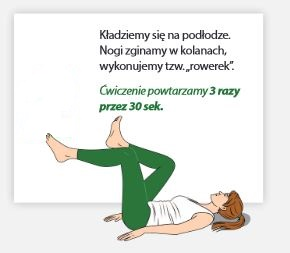 Kładziemy się na podłodze.
Nogi zginamy w kolanach,
wykonujemy tzw. „rowerek”.
Ćwiczenie powtarzamy 3 razy
przez 30 sek.